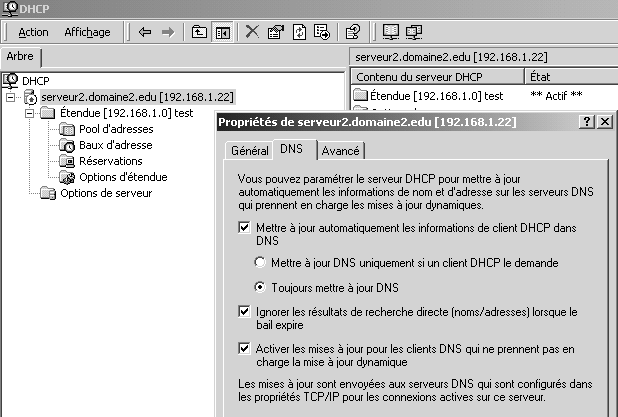 DHCP
Action
Affichage
Arbre
DHCP
serveur2.domaine2.edu [192.168.1.22]
Étendue [192.168.1.0] test
Pool d'adresses
Baux d'adresse
Réservations
Options d'étendue
Options de serveur
serveur2.domaine2.edu [192.168.1.22]
Contenu du serveur DHCP État
Étendue [192.168.1.0] test ** Actif **
Propriétés de serveur2.domaine2.edu [192.168.1.22]
Général DNS Avancé
Vous pouvez paramétrer le serveur DHCP pour mettre à jour
automatiquement les informations de nom et d'adresse sur les serveurs DNS
qui prennent en charge les mises à jour dynamiques.
Mettre à jour automatiquement les informations de client DHCP dans
DNS
Mettre à jour DNS uniquement si un client DHCP le demande
Toujours mettre à jour DNS
Ignorer les résultats de recherche directe (noms/adresses) lorsque le
bail expire
Activer les mises à jour pour les clients DNS qui ne prennent pas en
charge la mise à jour dynamique
Les mises à jour sont envoyées aux serveurs DNS qui sont configurés dans
les propriétés TCP/IP pour les connexions actives sur ce serveur.